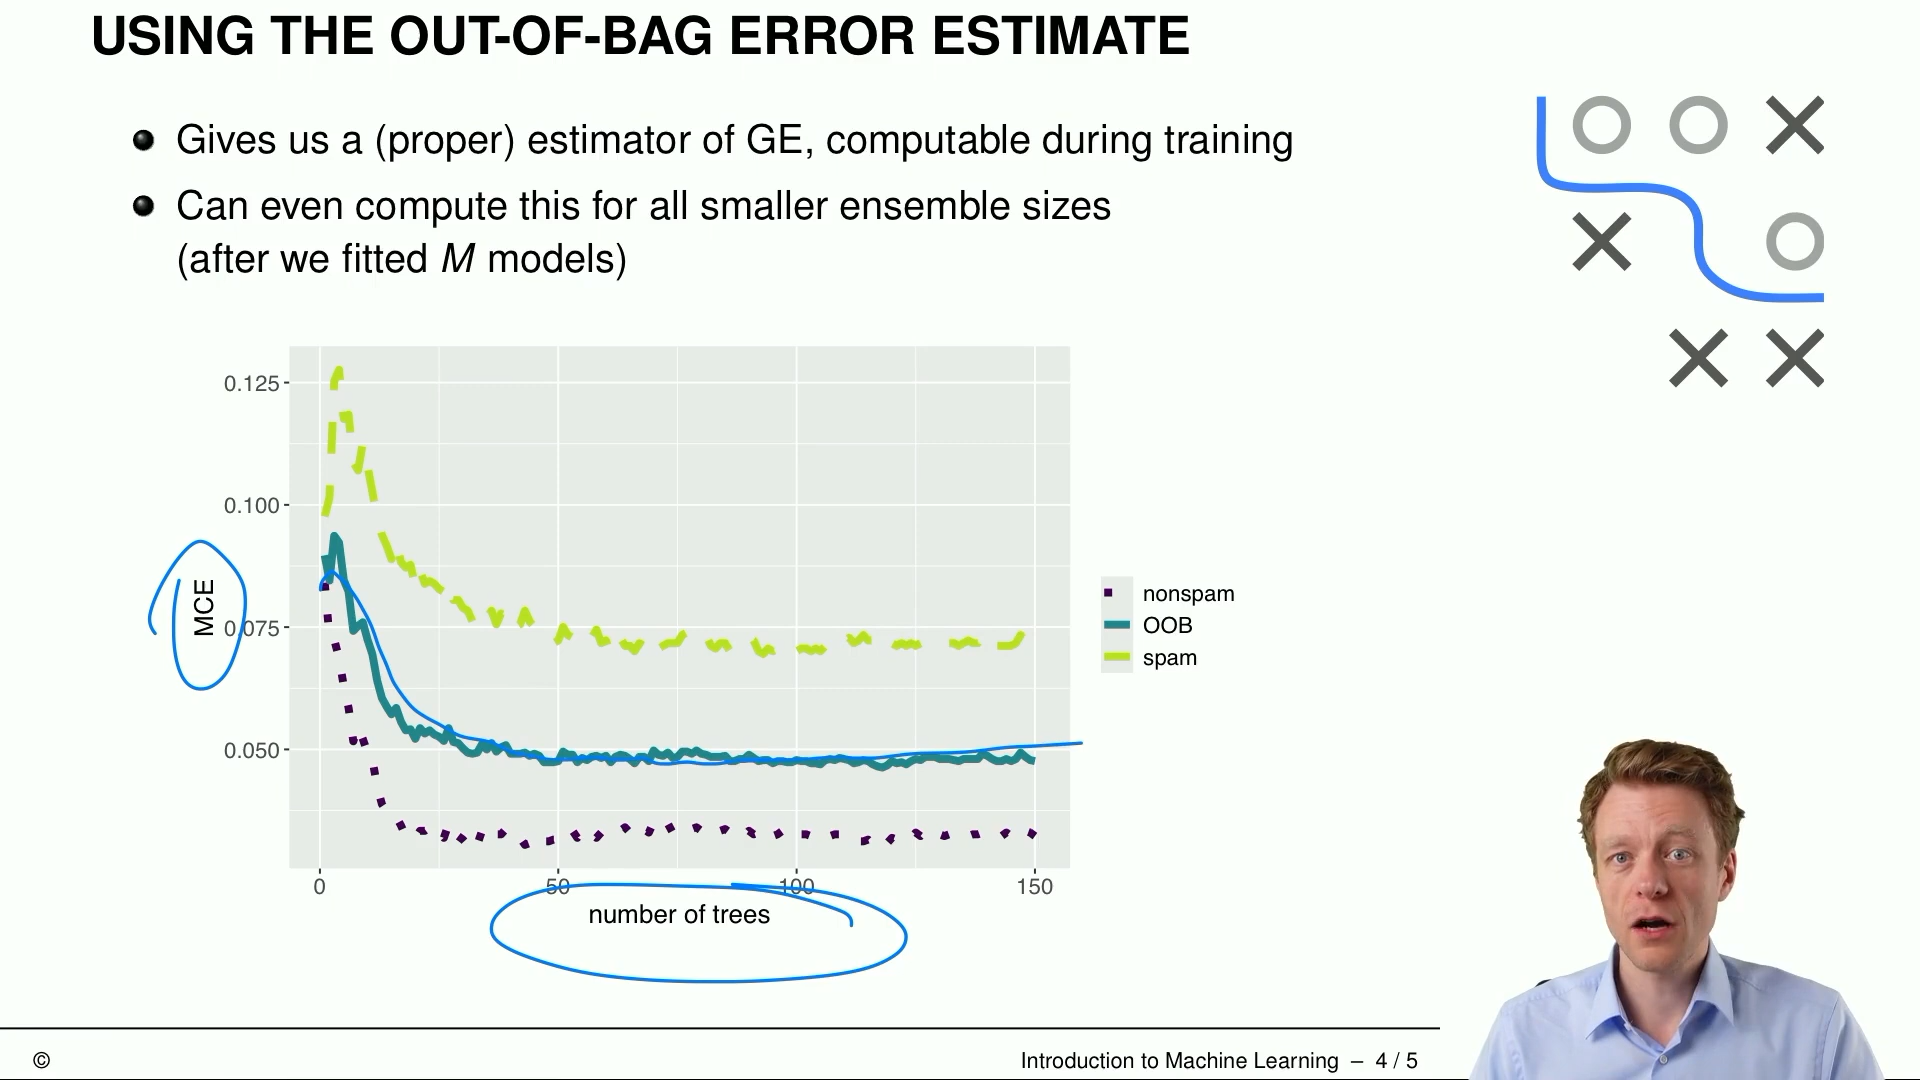 USING THE OUT-OF-BAG ERROR ESTIMATE
Gives us a (proper) estimator of GE, computable during training
Can even compute this for all smaller ensemble sizes
(after we fitted M models)
0.125
0.100
0.075
0.050
MCE
0 50 100 150
number of trees
nonspam
OOB
spam
©
Introduction to Machine Learning – 4 / 5